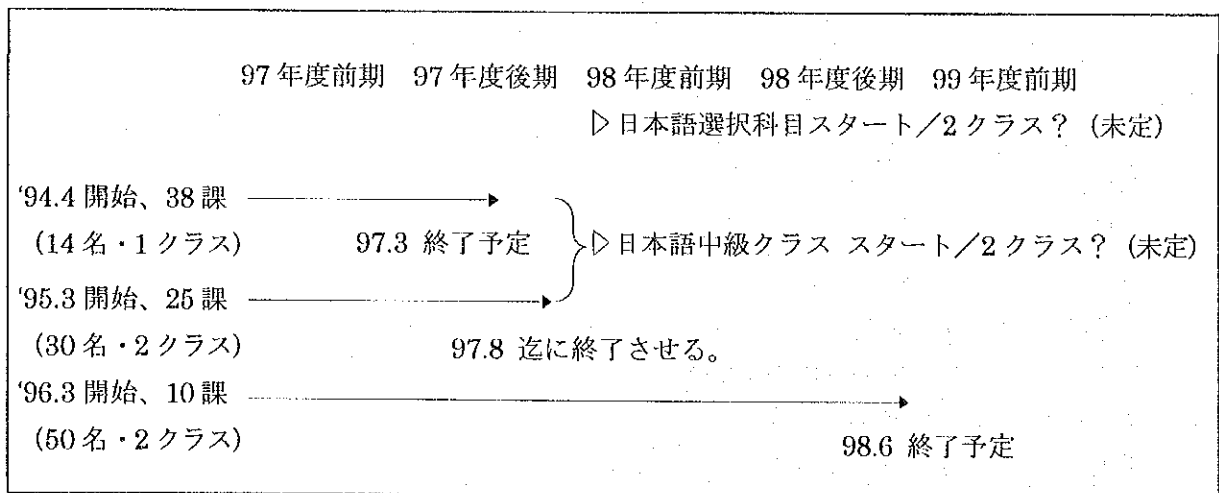 97年度前期 97年度後期 98年度前期 98年度後期 99年度前期
▷日本語選択科目スタート／2クラス？(未定)
‘94.4開始、38課
(14名・1クラス) 97.3 終了予定
▷日本語中級クラス スタート／2クラス？(未定)
‘95.3開始、25課
(30名・2クラス) 97.8 迄に終了させる。
‘96.3開始、10課
(50名・2クラス) 98.6 終了予定